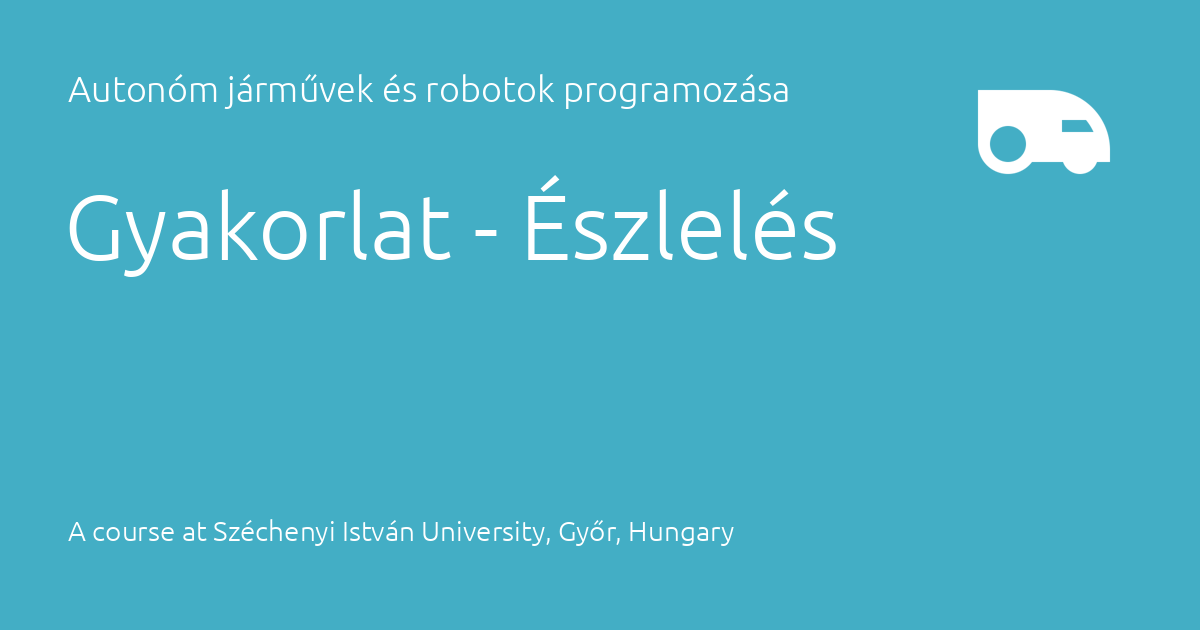 Autonóm járművek és robotok programozása
Gyakorlat - Észlelés
A course at Széchenyi István University, Győr, Hungary